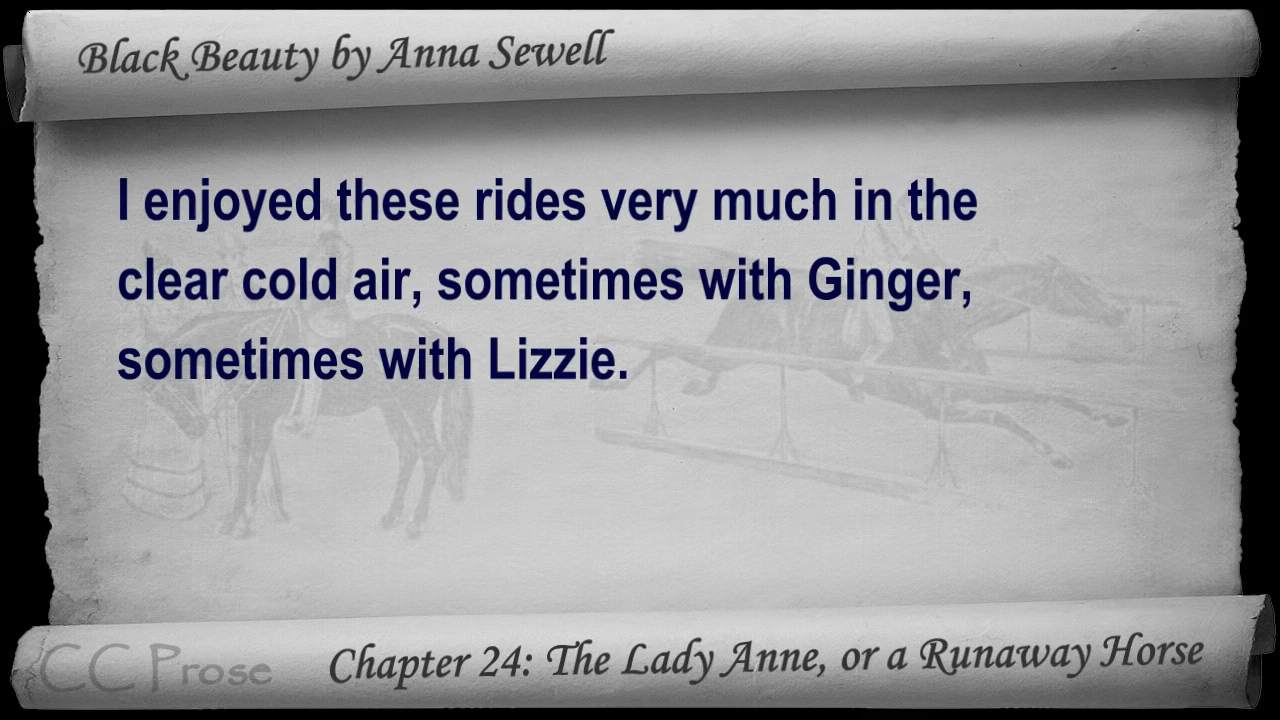 Black Beauty by Anna Sewell
I enjoyed these rides very much in the
clear cold air, sometimes with Ginger,
sometimes with Lizzie.
CC Prose
Chapter 24: The Lady Anne, or a Runaway Horse